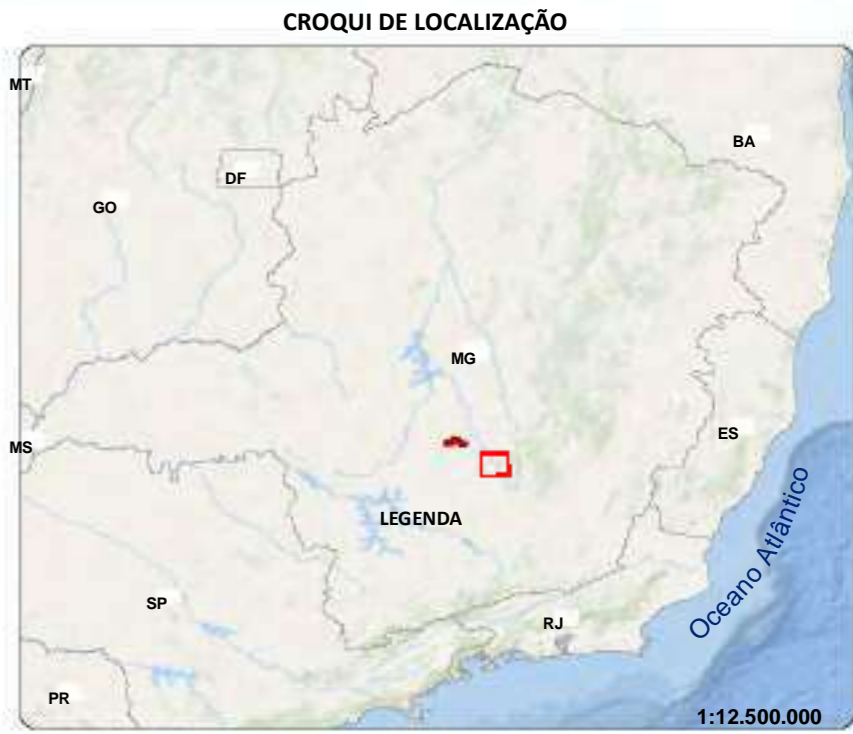 CROQUI DE LOCALIZAÇÃO
MT
BA
DF
GO
MG
MS
ES
LEGENDA
Oceano Atlântico
SP
RJ
PR
1:12.500.000